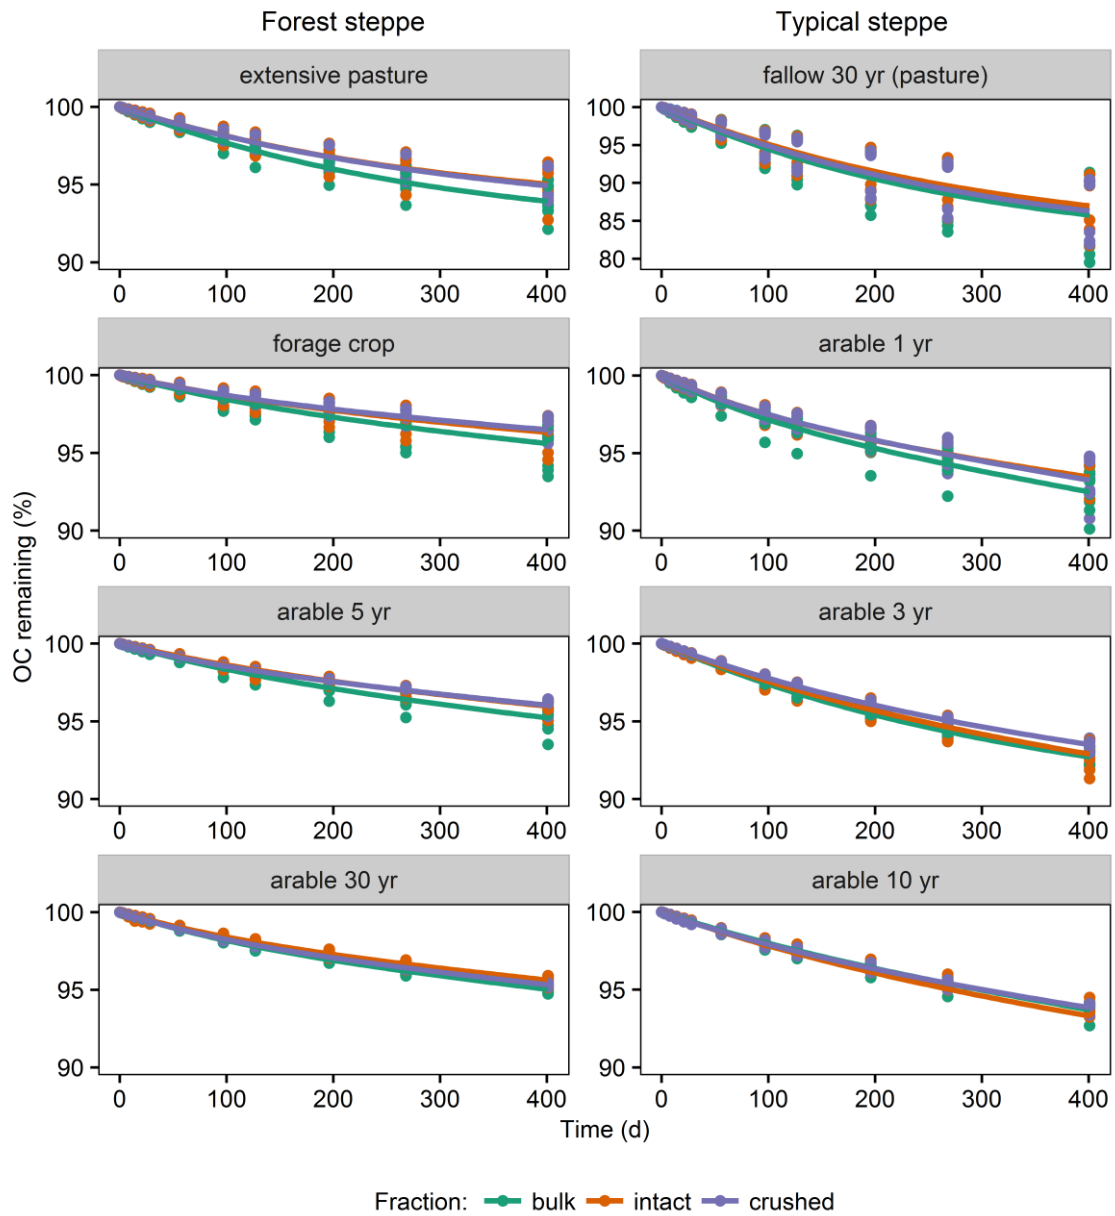 Forest steppe
Typical steppe
extensive pasture
fallow 30 yr (pasture)
100
95
90
0 100 200 300 400
100
95
90
85
80
0 100 200 300 400
forage crop
arable 1 yr
100
95
90
0 100 200 300 400
100
95
90
0 100 200 300 400
OC remaining (%)
arable 5 yr
arable 3 yr
100
95
90
0 100 200 300 400
100
95
90
0 100 200 300 400
arable 30 yr
arable 10 yr
100
95
90
0 100 200 300 400
100
95
90
0 100 200 300 400
Time (d)
Fraction: bulk intact crushed